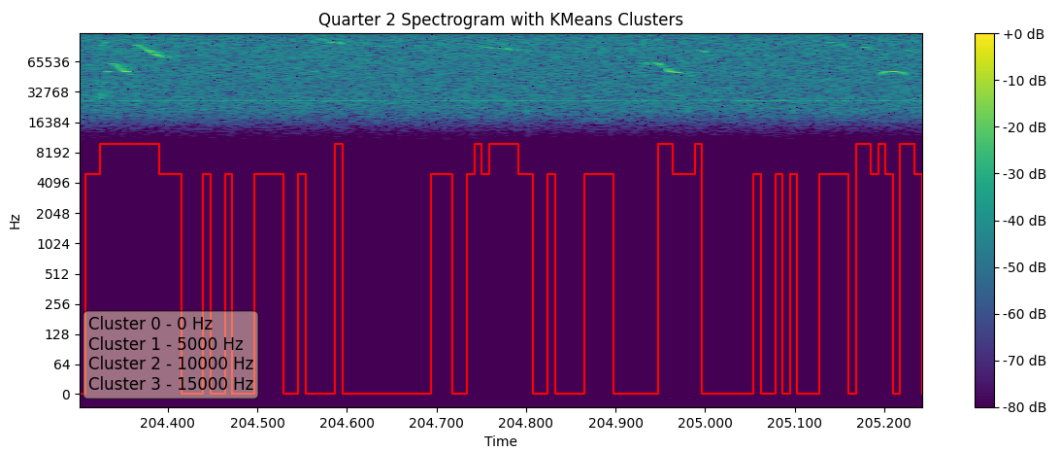 Quarter 2 Spectrogram with KMeans Clusters
Hz
65536
32768
16384
8192
4096
2048
1024
512
256
128
64
0
Cluster 0 - 0 Hz
Cluster 1 - 5000 Hz
Cluster 2 - 10000 Hz
Cluster 3 - 15000 Hz
204.400 204.500 204.600 204.700 204.800 204.900 205.000 205.100 205.200
Time
+0 dB
-10 dB
-20 dB
-30 dB
-40 dB
-50 dB
-60 dB
-70 dB
-80 dB